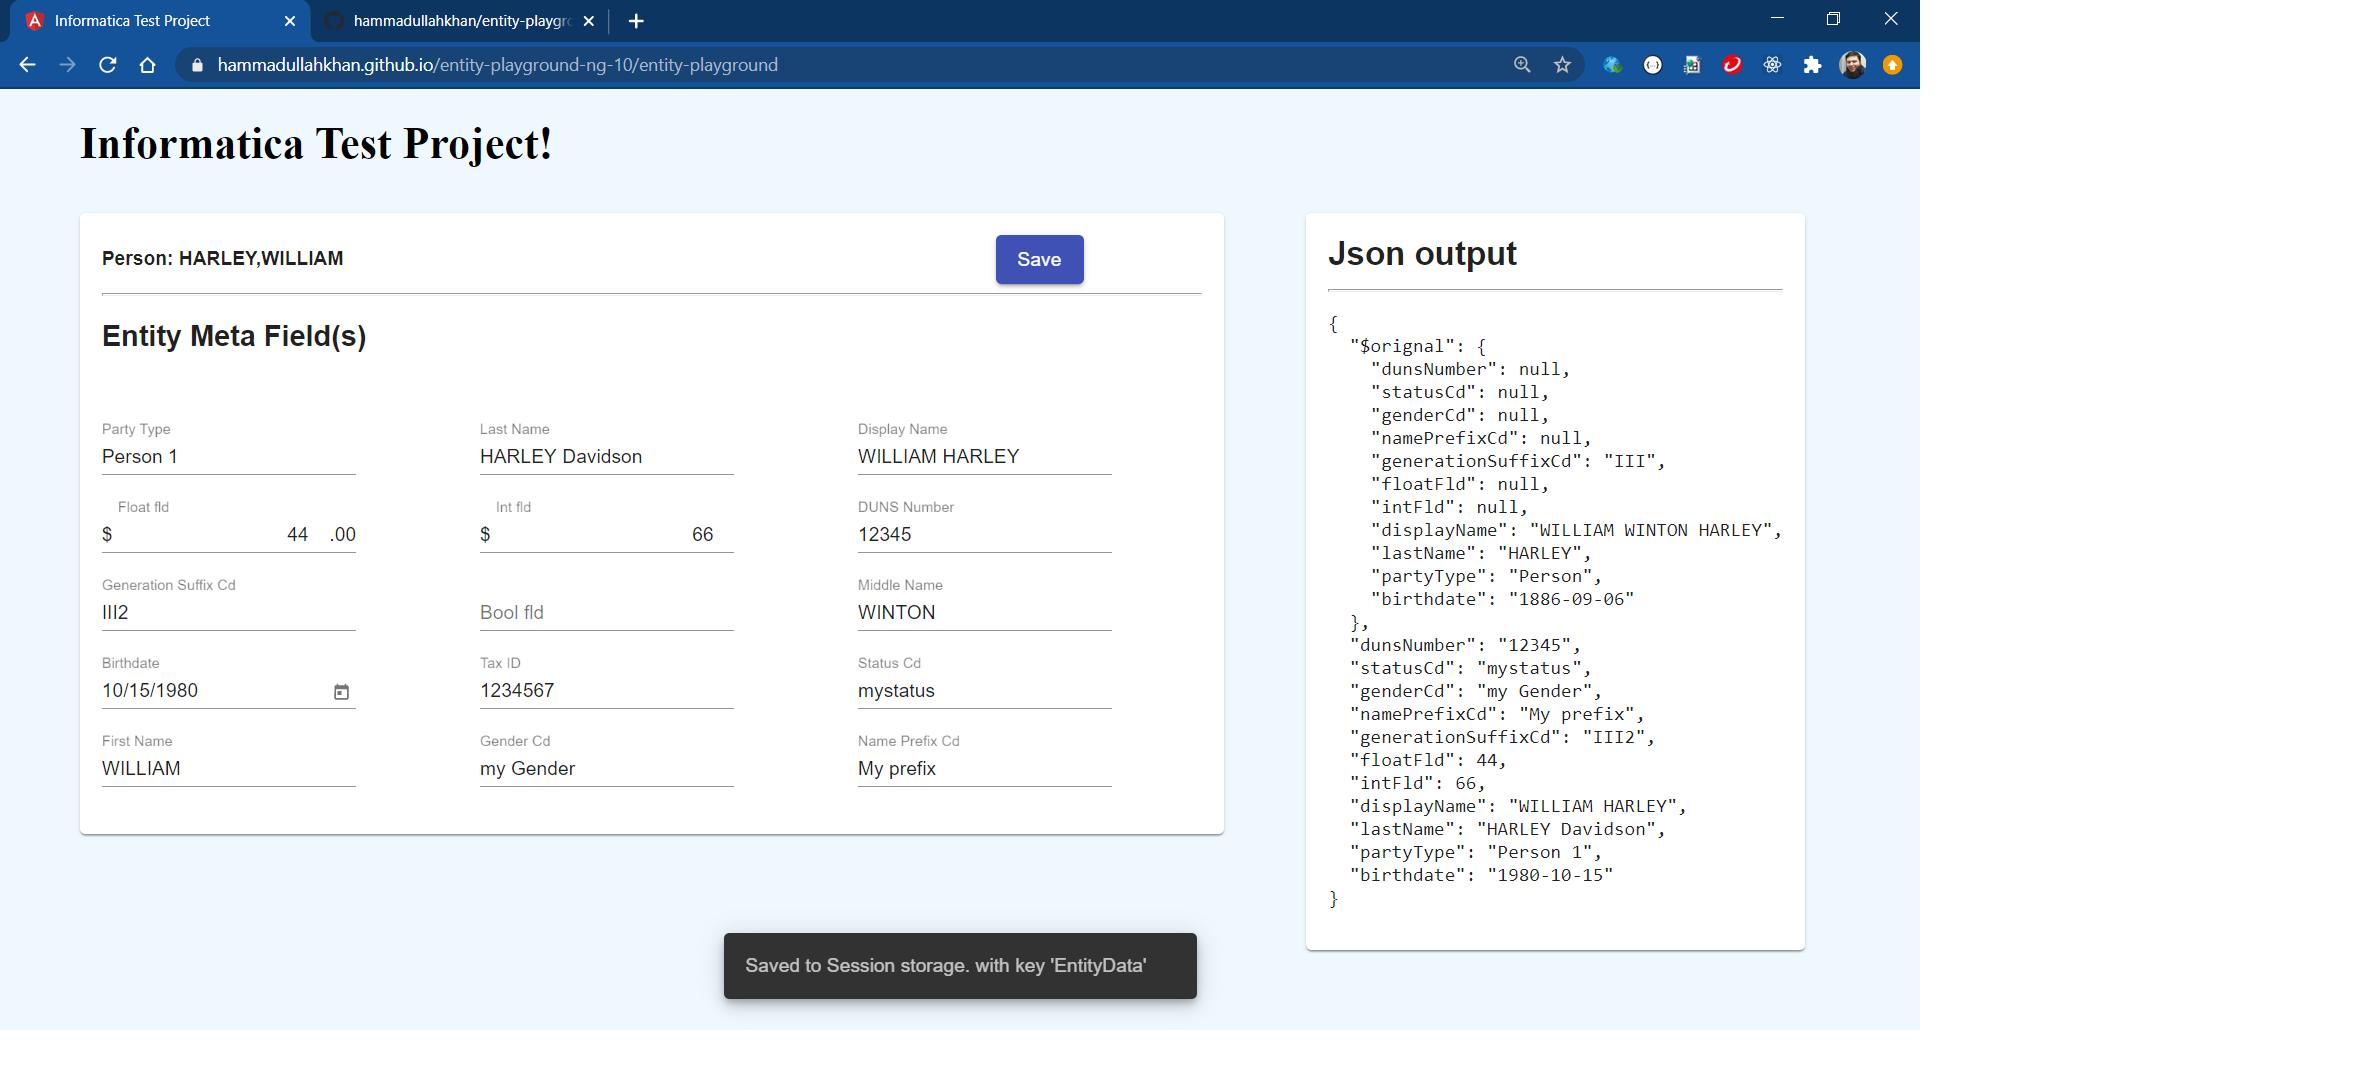 Informatica Test Project
hammadullahkhan/entity-playgr
hammadullahkhan.github.io/entity-playground-ng-10/entity-playground
Informatica Test Project!
Person: HARLEY,WILLIAM
Save
Entity Meta Field(s)
Party Type
Person 1
Last Name
HARLEY Davidson
Display Name
WILLIAM HARLEY
Float fld
$ 44 .00
Int fld
$ 66
DUNS Number
12345
Generation Suffix Cd
III2
Bool fld
Middle Name
WINTON
Birthdate
10/15/1980
Tax ID
1234567
Status Cd
mystatus
First Name
WILLIAM
Gender Cd
my Gender
Name Prefix Cd
My prefix
Json output
{
"$orignal": {
"dunsNumber": null,
"statusCd": null,
"genderCd": null,
"namePrefixCd": null,
"generationSuffixCd": "III",
"floatFld": null,
"intFld": null,
"displayName": "WILLIAM WINTON HARLEY",
"lastName": "HARLEY",
"partyType": "Person",
"birthdate": "1886-09-06"
},
"dunsNumber": "12345",
"statusCd": "mystatus",
"genderCd": "my Gender",
"namePrefixCd": "My prefix",
"generationSuffixCd": "III2",
"floatFld": 44,
"intFld": 66,
"displayName": "WILLIAM HARLEY",
"lastName": "HARLEY Davidson",
"partyType": "Person 1",
"birthdate": "1980-10-15"
}
Saved to Session storage. with key 'EntityData'